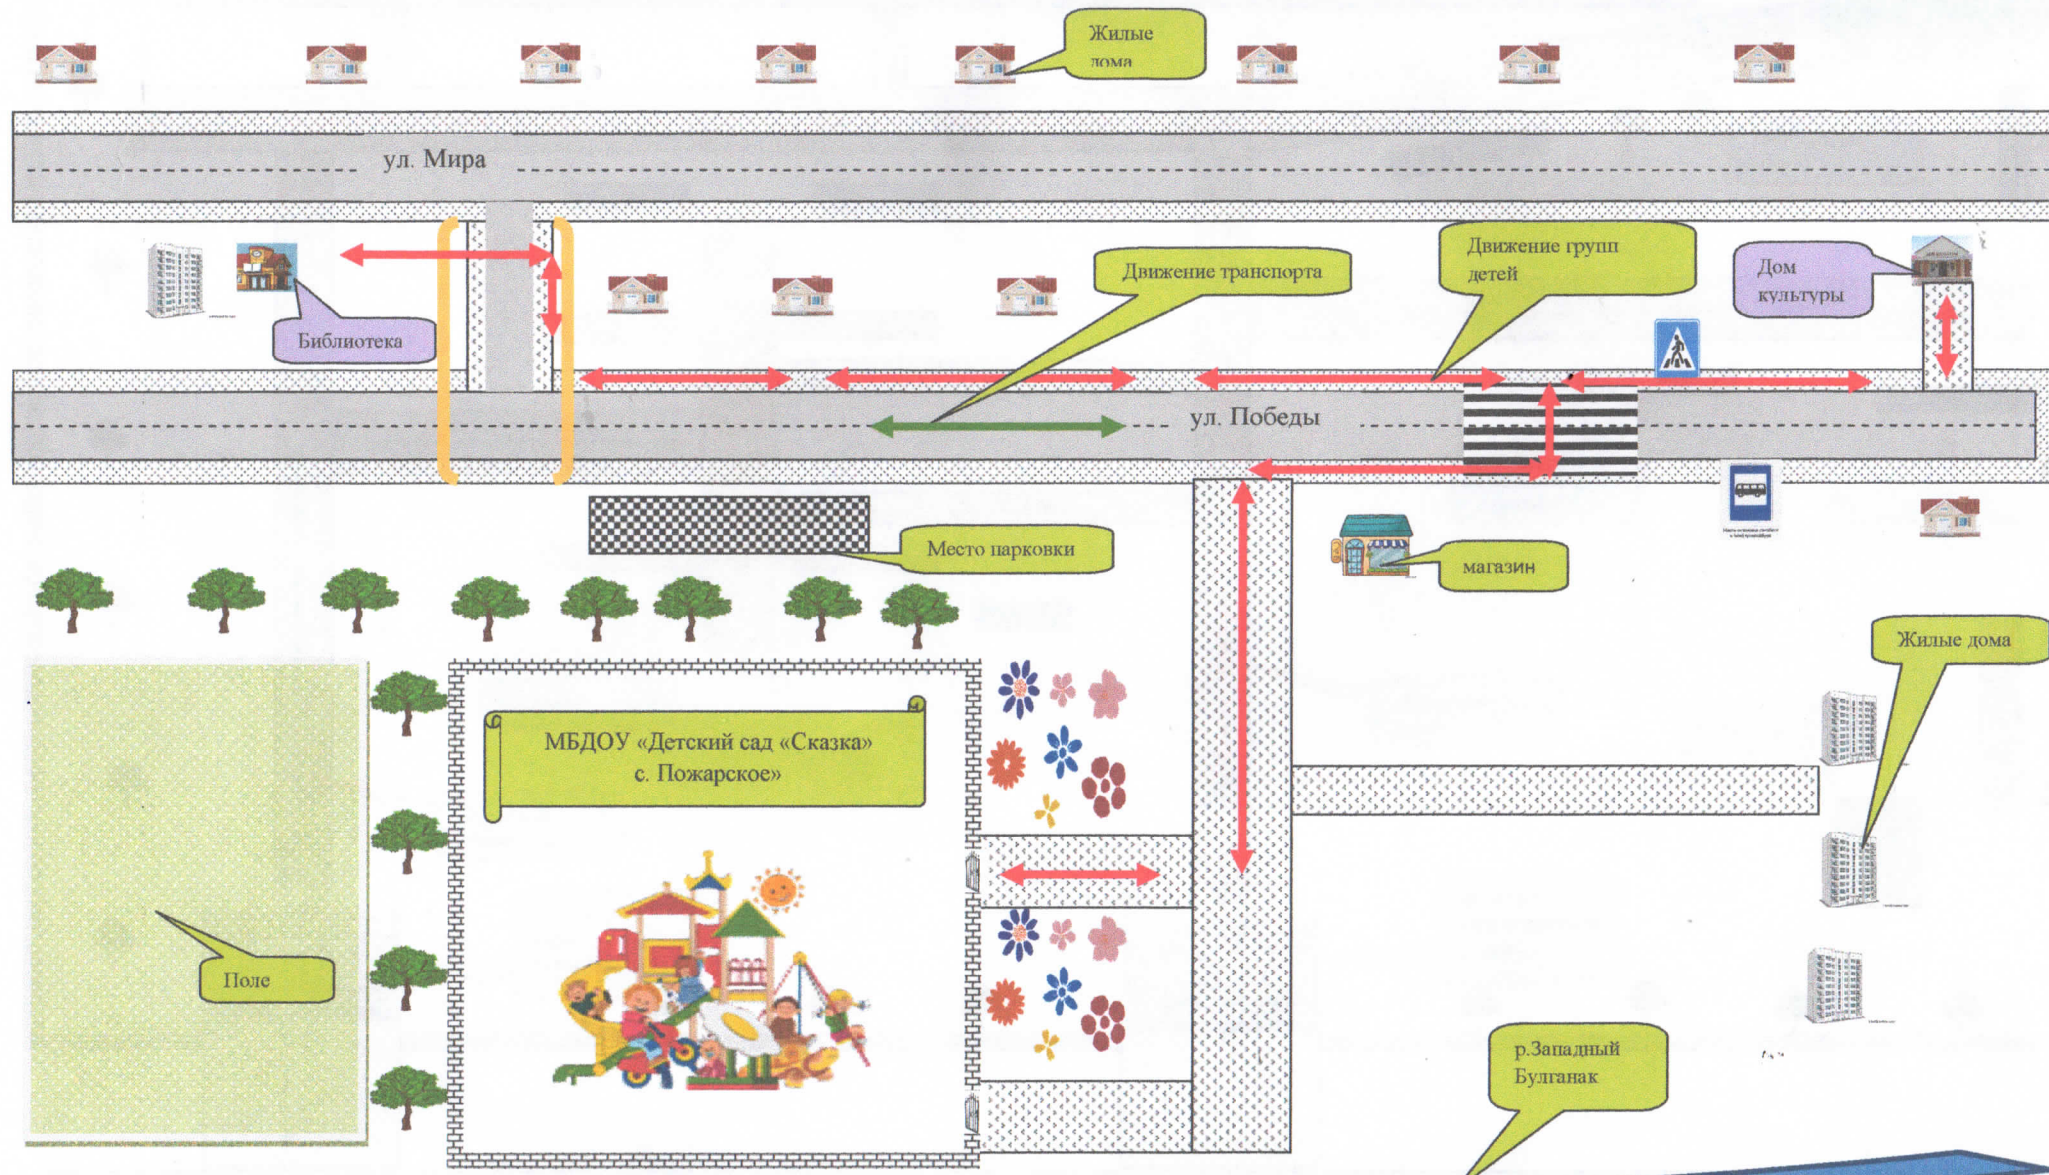 Жилые
дома
ул. Мира
Движение транспорта
Движение групп
детей
Дом
культуры
Библиотека
ул. Победы
Место парковки
магазин
Жилые дома
МБДОУ «Детский сад «Сказка»
с. Пожарское»
Поле
р.Западный
Булганак